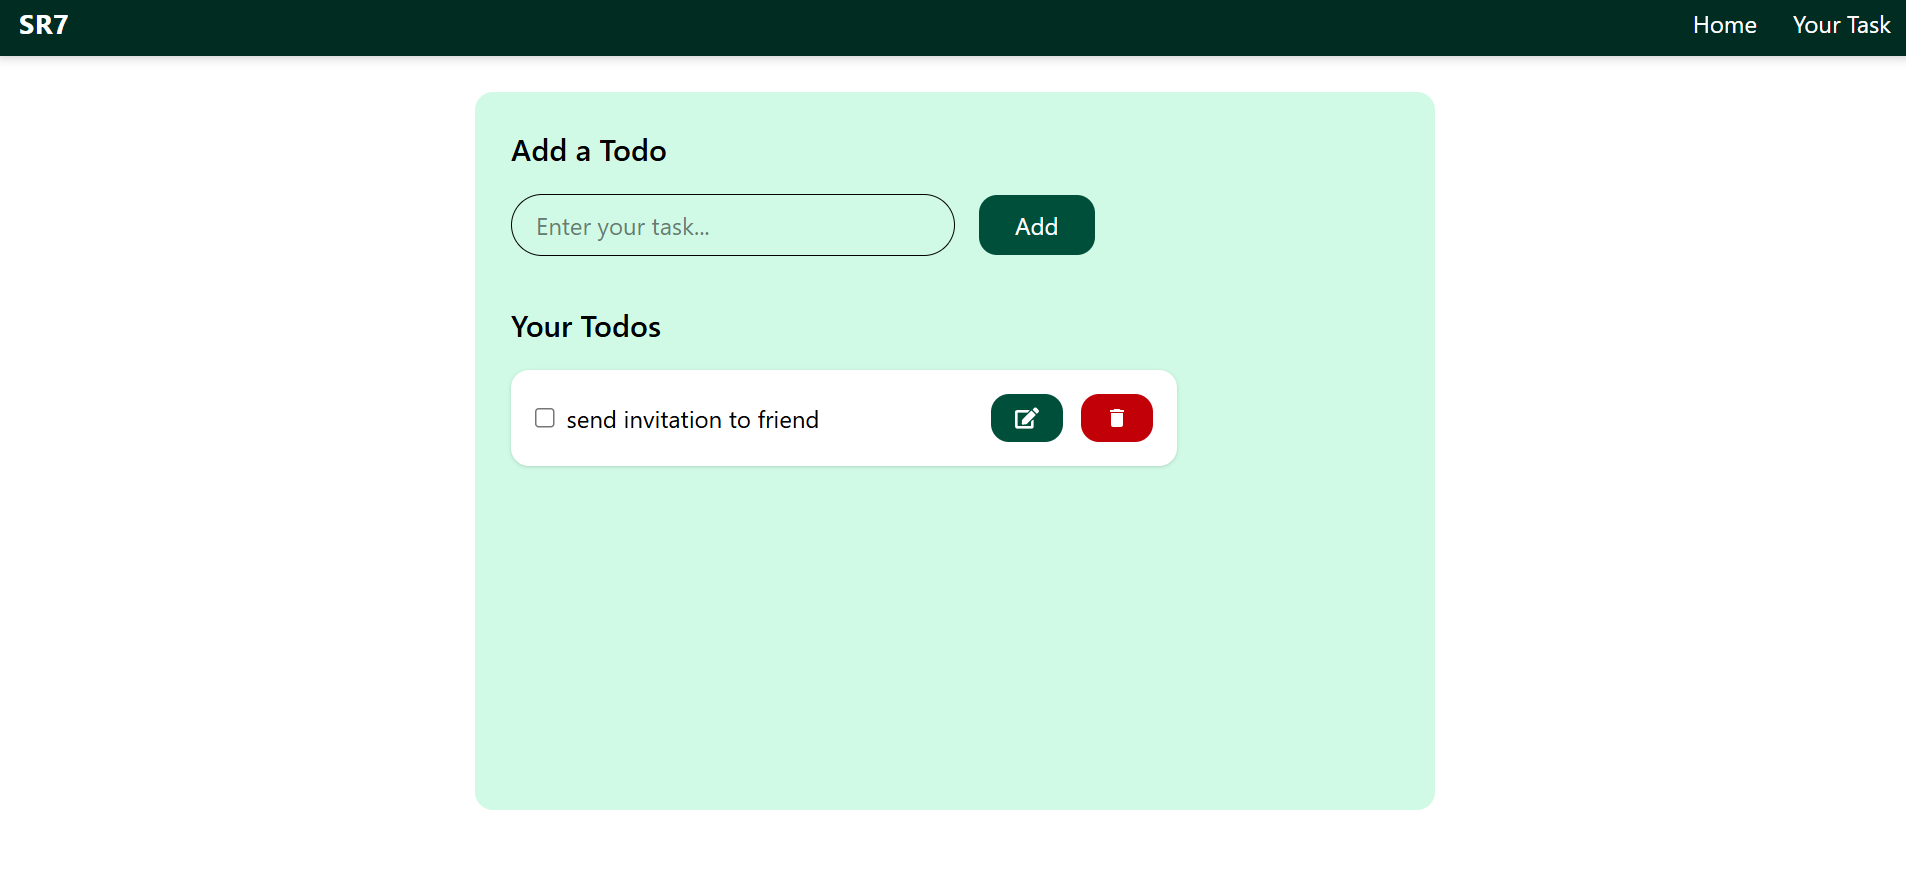 SR7
Home Your Task
Add a Todo
Enter your task...
Add
Your Todos
send invitation to friend